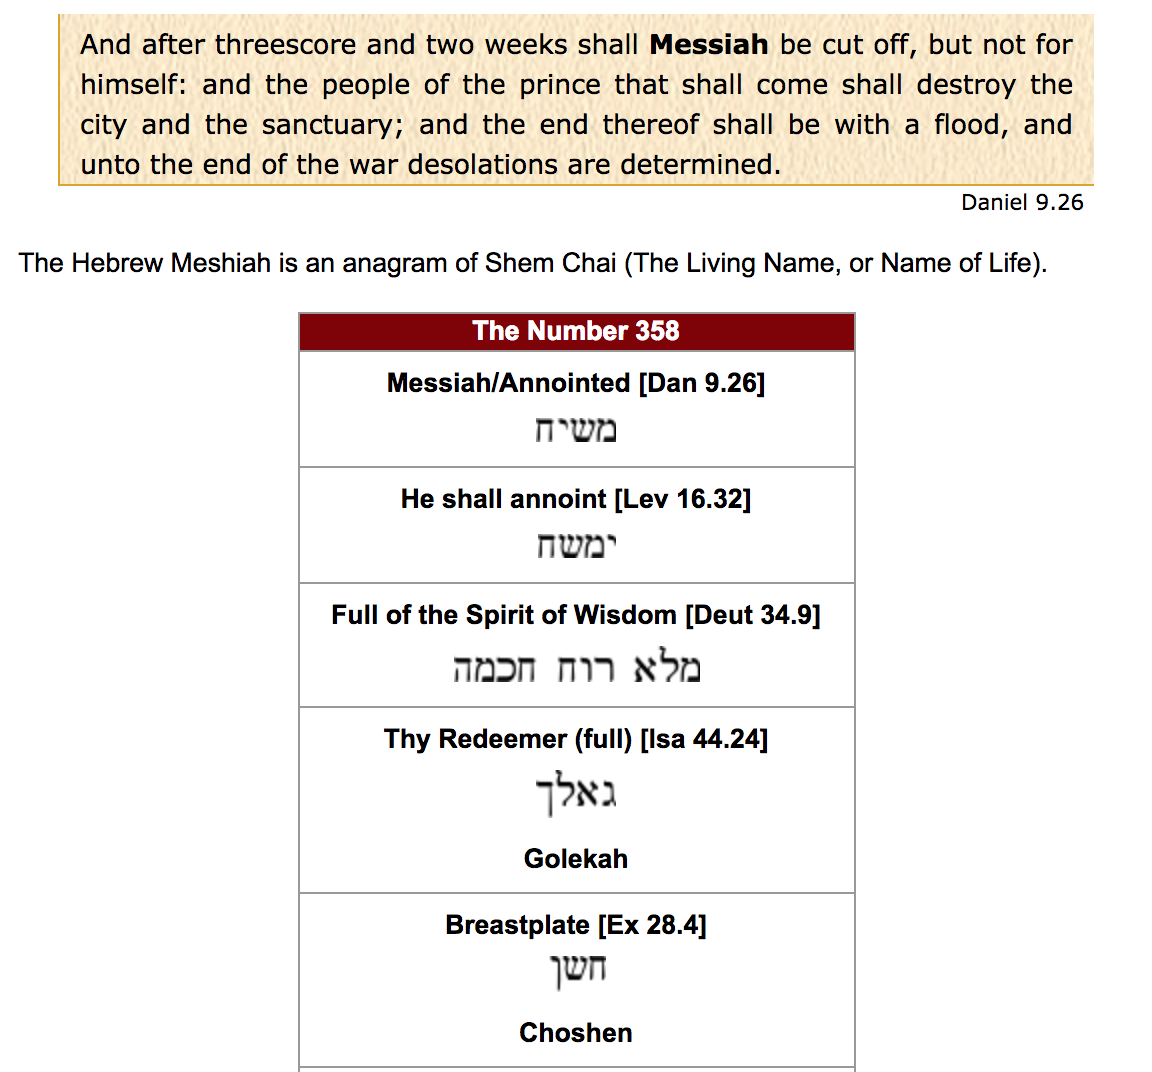 And after threescore and two weeks shall Messiah be cut off, but not for
himself: and the people of the prince that shall come shall destroy the
city and the sanctuary; and the end thereof shall be with a flood, and
unto the end of the war desolations are determined.
Daniel 9.26
The Hebrew Meshiah is an anagram of Shem Chai (The Living Name, or Name of Life).
The Number 358
Messiah/Annointed [Dan 9.26]
משיח
He shall annoint [Lev 16.32]
ימשח
Full of the Spirit of Wisdom [Deut 34.9]
מלא רוח חכמה
Thy Redeemer (full) [Isa 44.24]
גאלך
Golekah
Breastplate [Ex 28.4]
חשן
Choshen